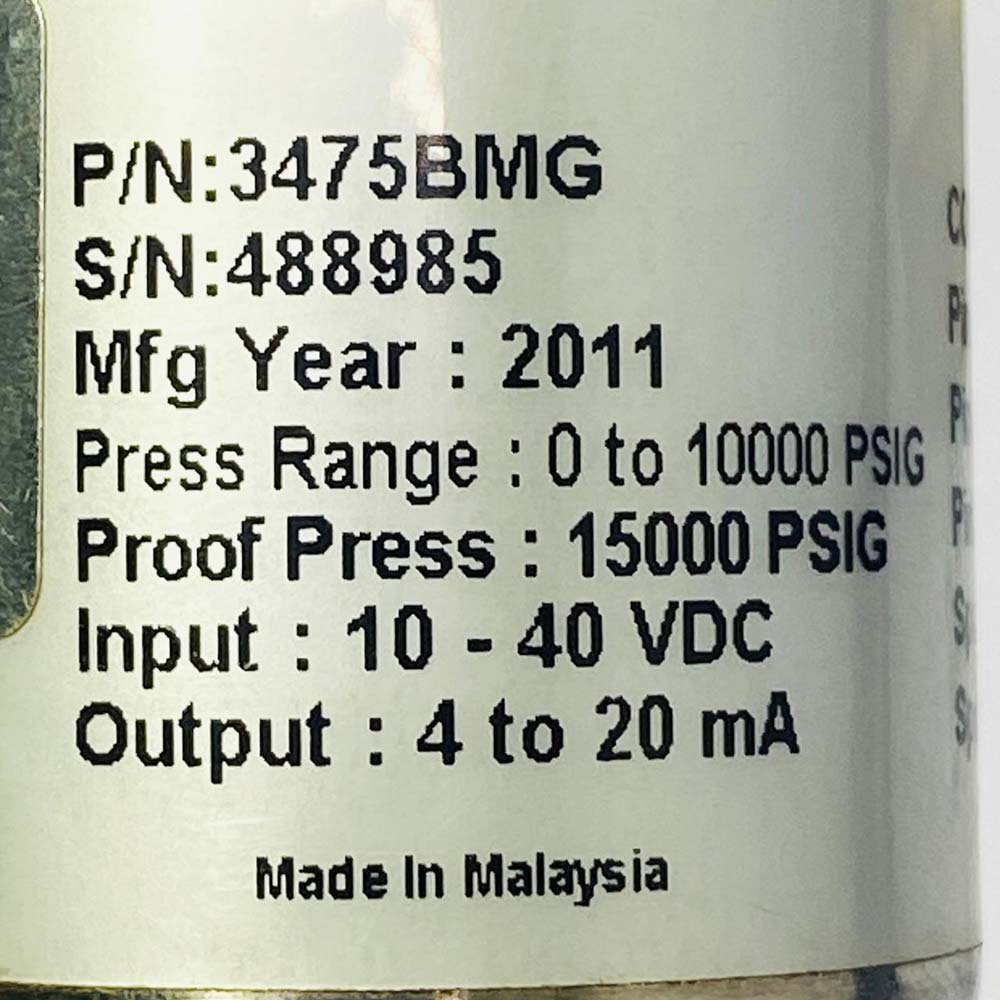 P/N:3475BMG
S/N:488985
Mfg Year : 2011
Press Range : 0 to 10000 PSIG
Proof Press : 15000 PSIG
Input : 10 - 40 VDC
Output : 4 to 20 mA
Made In Malaysia